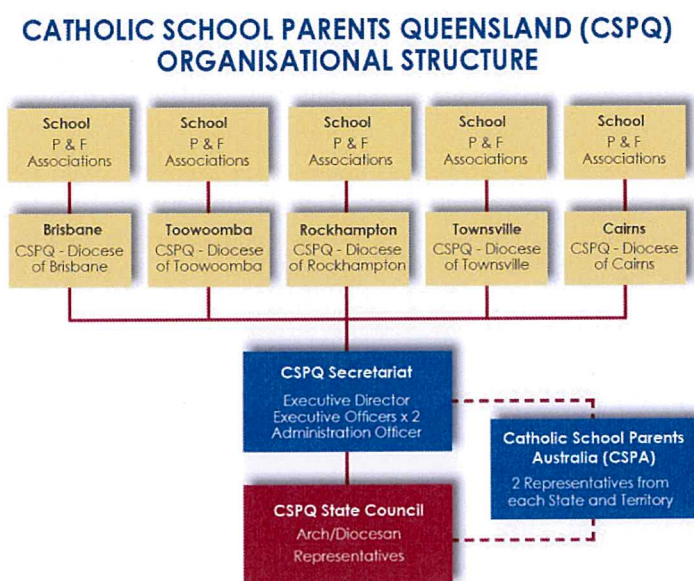 CATHOLIC SCHOOL PARENTS QUEENSLAND (CSPQ)
ORGANISATIONAL STRUCTURE
School
P & F
Associations
School
P & F
Associations
School
P & F
Associations
School
P & F
Associations
School
P & F
Associations
Brisbane
CSPQ - Diocese
of Brisbane
Toowoomba
CSPQ - Diocese
of Toowoomba
Rockhampton
CSPQ - Diocese
of Rockhampton
Townsville
CSPQ - Diocese
of Townsville
Cairns
CSPQ - Diocese
of Cairns
CSPQ Secretariat
Executive Director
Executive Officers x 2
Administration Officer
Catholic School Parents
Australia (CSPA)
2 Representatives from
each State and Territory
CSPQ State Council
Arch/Diocesan
Representatives